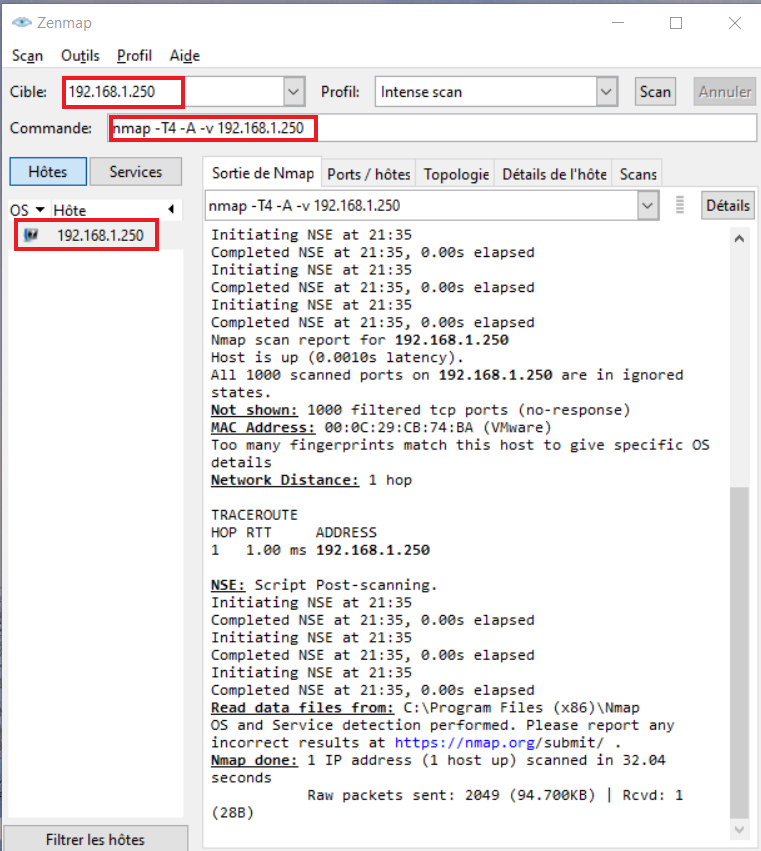 Zenmap
Scan Outils Profil Aide
Cible: 192.168.1.250 Profil: Intense scan Scan Annuler
Commande: nmap -T4 -A -v 192.168.1.250
Hôtes Services
OS Hôte
192.168.1.250
Filtrer les hôtes
Sortie de Nmap Ports / hôtes Topologie Détails de l'hôte Scans
nmap -T4 -A -v 192.168.1.250 Détails
Initiating NSE at 21:35
Completed NSE at 21:35, 0.00s elapsed
Initiating NSE at 21:35
Completed NSE at 21:35, 0.00s elapsed
Initiating NSE at 21:35
Completed NSE at 21:35, 0.00s elapsed
Nmap scan report for 192.168.1.250
Host is up (0.0010s latency).
All 1000 scanned ports on 192.168.1.250 are in ignored
states.
Not shown: 1000 filtered tcp ports (no-response)
MAC Address: 00:0C:29:CB:74:BA (VMware)
Too many fingerprints match this host to give specific OS
details
Network Distance: 1 hop
TRACEROUTE
HOP RTT ADDRESS
1 1.00 ms 192.168.1.250
NSE: Script Post-scanning.
Initiating NSE at 21:35
Completed NSE at 21:35, 0.00s elapsed
Initiating NSE at 21:35
Completed NSE at 21:35, 0.00s elapsed
Initiating NSE at 21:35
Completed NSE at 21:35, 0.00s elapsed
Read data files from: C:\Program Files (x86)\Nmap
OS and Service detection performed. Please report any
incorrect results at https://nmap.org/submit/ .
Nmap done: 1 IP address (1 host up) scanned in 32.04
seconds
Raw packets sent: 2049 (94.700KB) | Rcvd: 1
(28B)